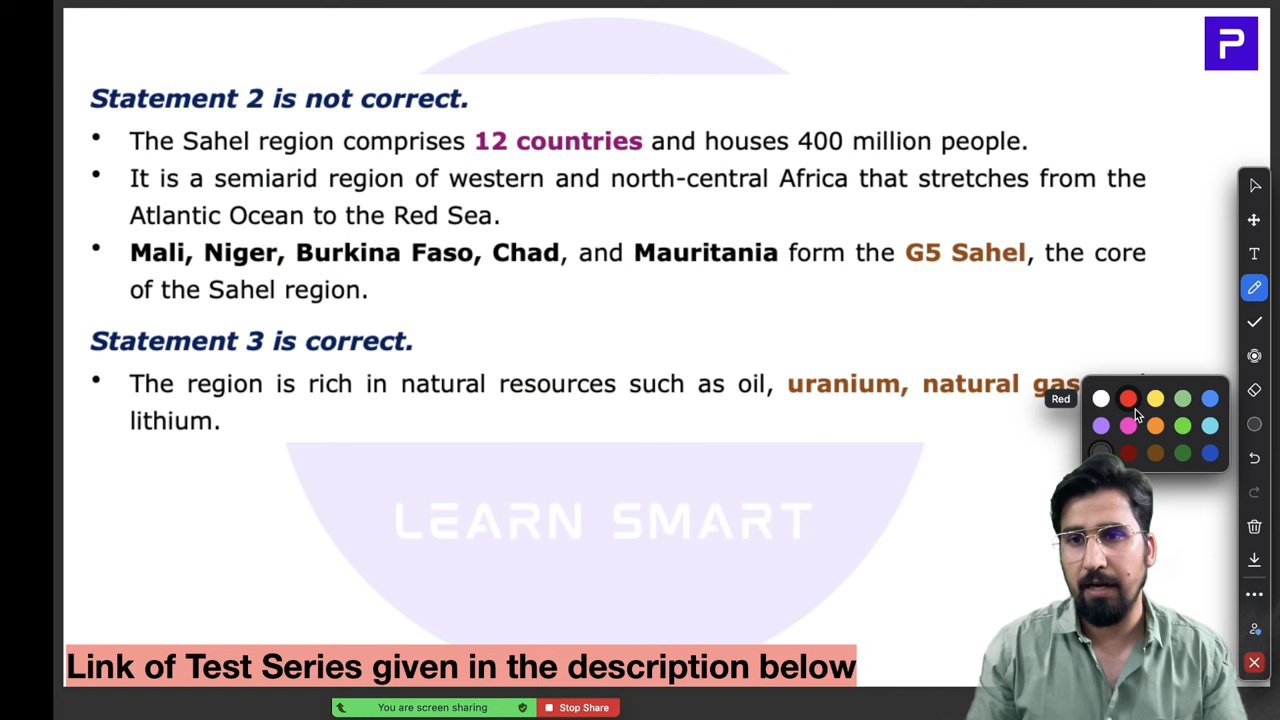 P
Statement 2 is not correct.
• The Sahel region comprises 12 countries and houses 400 million people.
• It is a semiarid region of western and north-central Africa that stretches from the
Atlantic Ocean to the Red Sea.
• Mali, Niger, Burkina Faso, Chad, and Mauritania form the G5 Sahel, the core
of the Sahel region.
Statement 3 is correct.
• The region is rich in natural resources such as oil, uranium, natural gas
lithium.
Red
LEARN SMART
Link of Test Series given in the description below
You are screen sharing
Stop Share